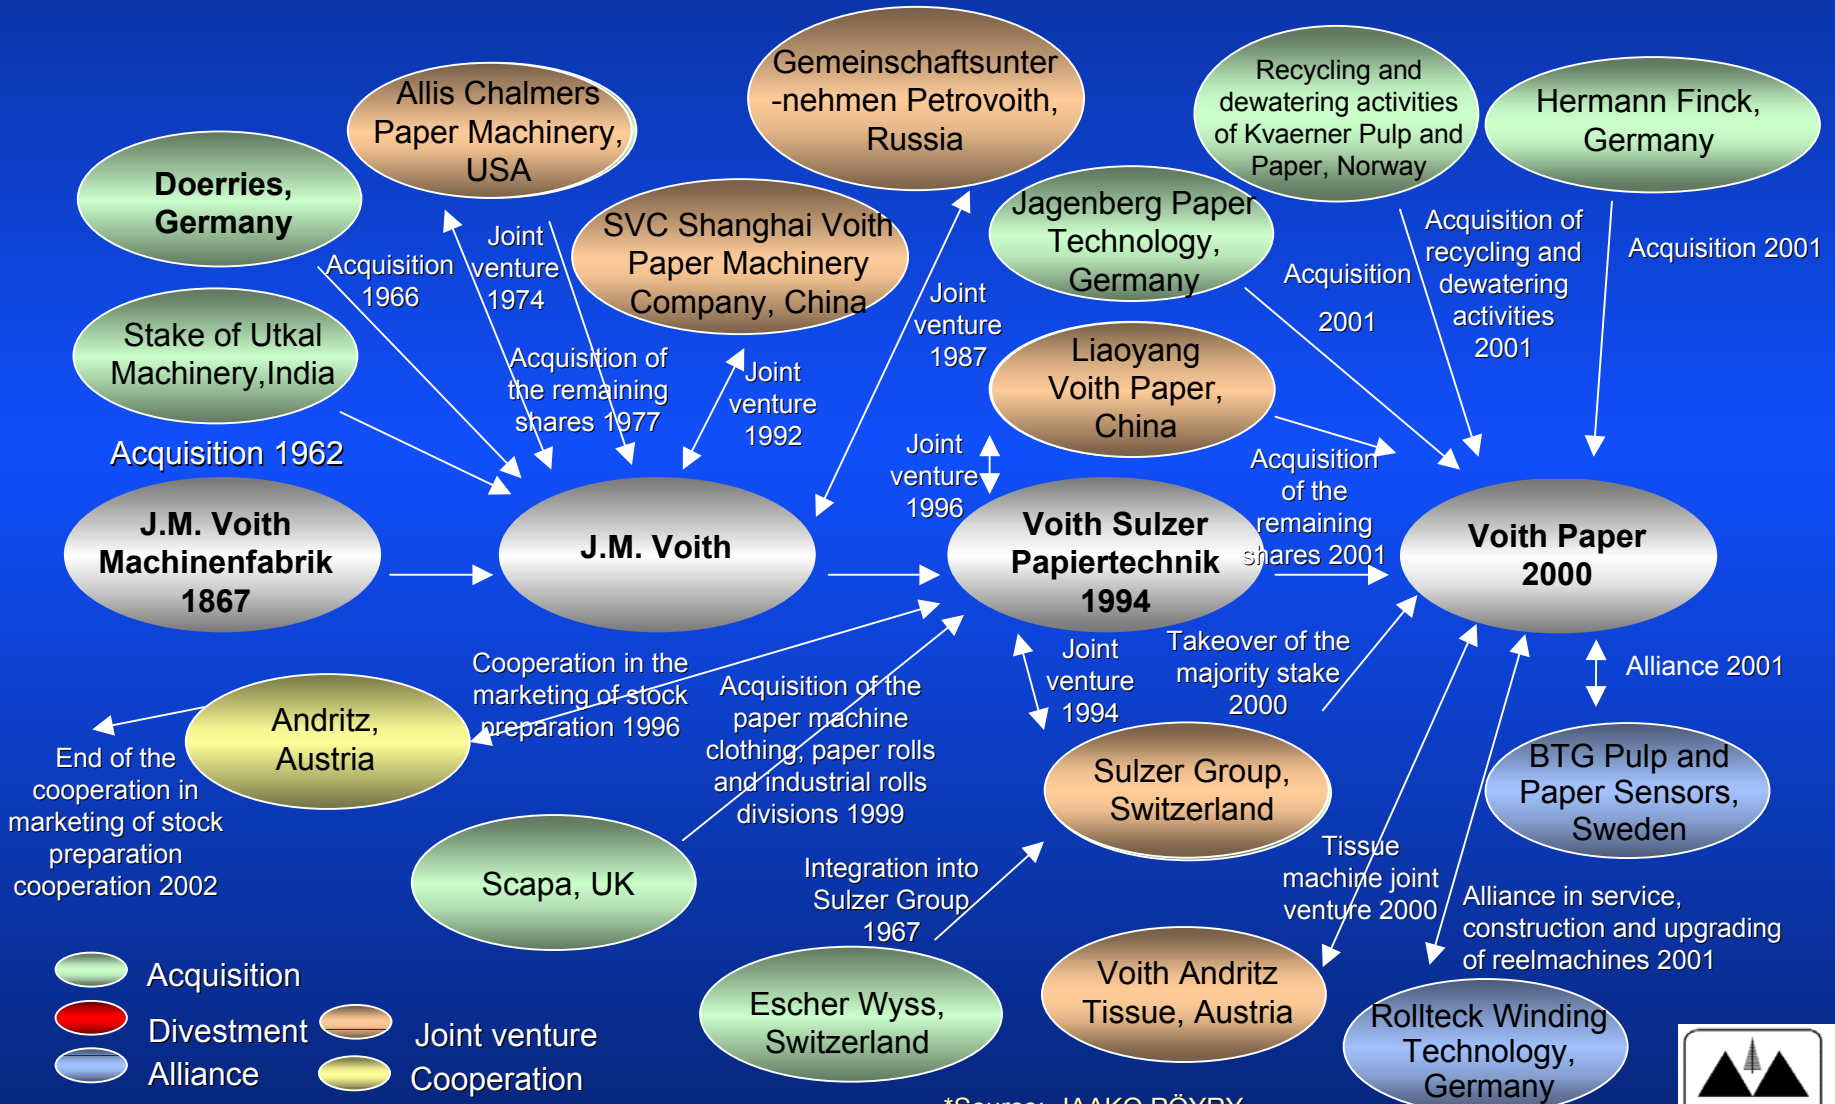 Gemeinschaftsunter
-nehmen Petrovoith,
Russia
Recycling and
dewatering activities
of Kvaerner Pulp and
Paper, Norway
Hermann Finck,
Germany
Allis Chalmers
Paper Machinery,
USA
Doerries,
Germany
SVC Shanghai Voith
Paper Machinery
Company, China
Jagenberg Paper
Technology,
Germany
Acquisition
1966
Joint
venture
1974
Joint
venture
1987
Acquisition
2001
Acquisition of
recycling and
dewatering
activities
2001
Acquisition 2001
Stake of Utkal
Machinery,India
Acquisition of
the remaining
shares 1977
Joint
venture
1992
Liaoyang
Voith Paper,
China
Acquisition 1962
Joint
venture
1996
Acquisition
of the
remaining
shares 2001
J.M. Voith
Machinenfabrik
1867
J.M. Voith
Voith Sulzer
Papiertechnik
1994
Voith Paper
2000
Cooperation in the
marketing of stock
preparation 1996
Acquisition of the
paper machine
clothing, paper rolls
and industrial rolls
divisions 1999
Joint
venture
1994
Takeover of the
majority stake
2000
Alliance 2001
Andritz,
Austria
End of the
cooperation in
marketing of stock
preparation
cooperation 2002
Sulzer Group,
Switzerland
BTG Pulp and
Paper Sensors,
Sweden
Scapa, UK
Integration into
Sulzer Group
1967
Tissue
machine joint
venture 2000
Alliance in service,
construction and upgrading
of reelmachines 2001
Escher Wyss,
Switzerland
Voith Andritz
Tissue, Austria
Rollteck Winding
Technology,
Germany
Acquisition
Divestment
Alliance
Joint venture
Cooperation
*Source: JAAKO PÖYRY